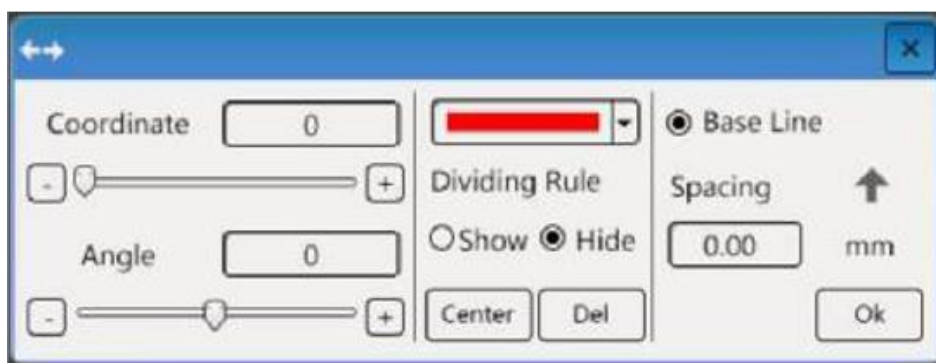 Coordinate 0
- +
Angle 0
- +
Dividing Rule
Show Hide
Center Del
Base Line
Spacing
0.00 mm
Ok